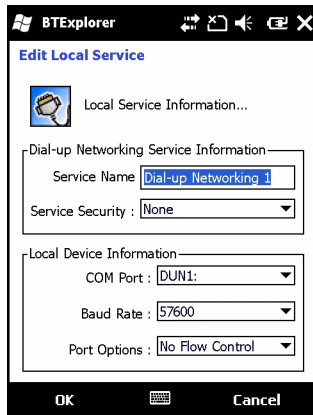 BTExplorer
Edit Local Service
Local Service Information...
Dial-up Networking Service Information
Service Name Dial-up Networking 1
Service Security : None
Local Device Information
COM Port : DUN1:
Baud Rate : 57600
Port Options : No Flow Control
OK Cancel